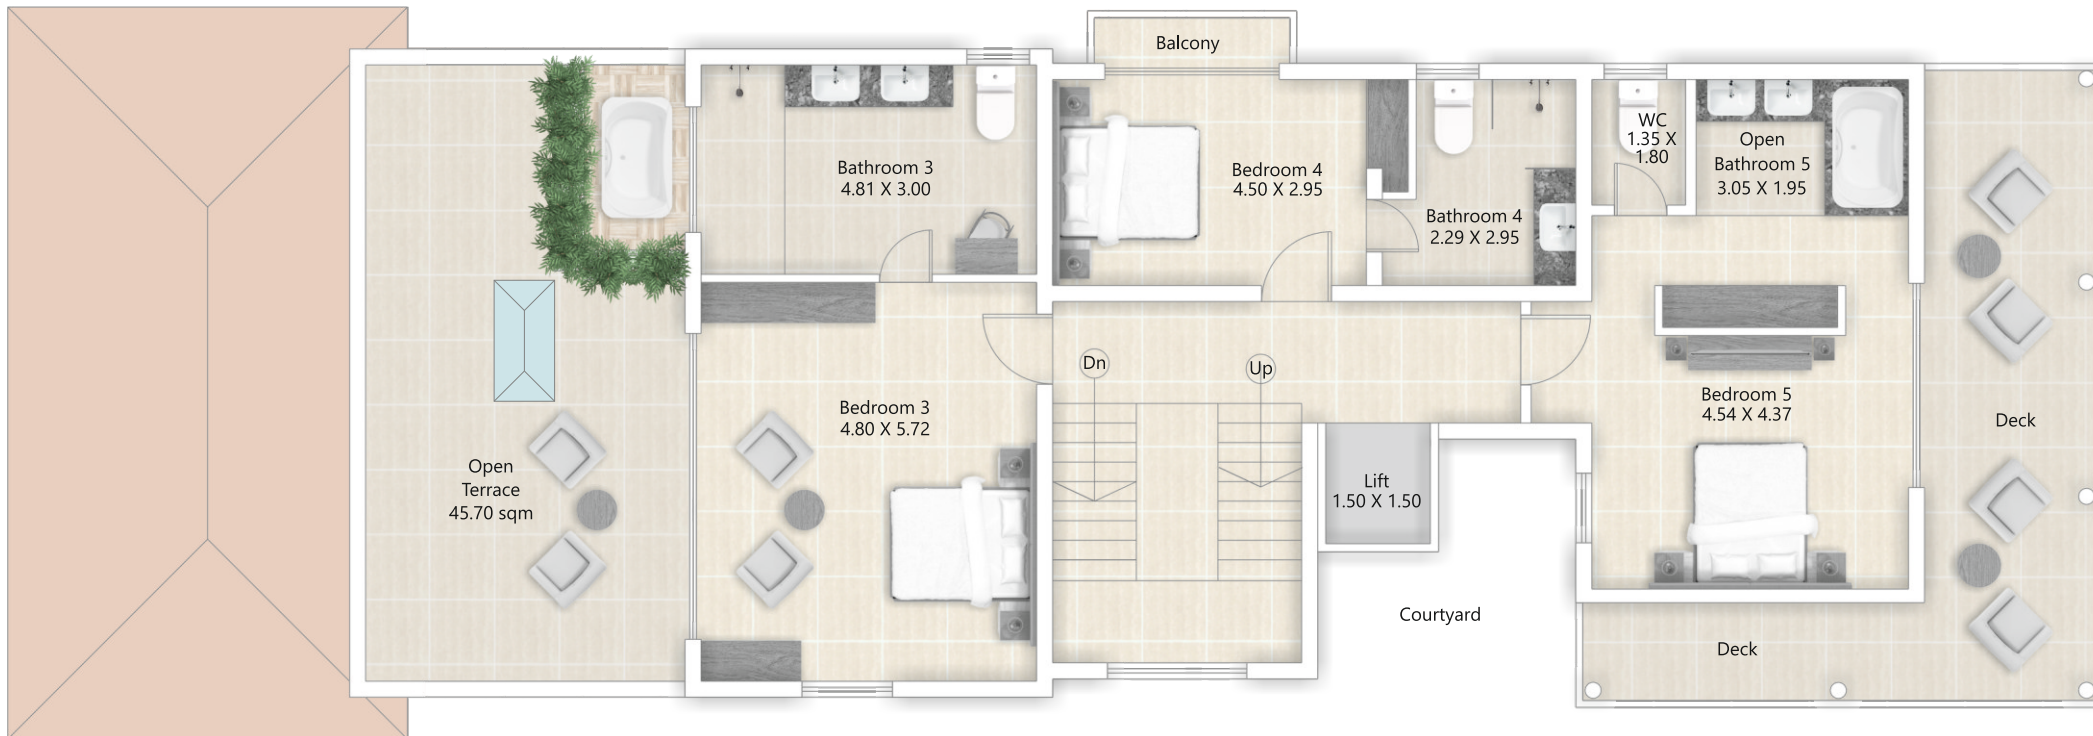 Balcony
Bathroom 3
4.81 X 3.00
Bedroom 4
4.50 X 2.95
Bathroom 4
2.29 X 2.95
WC
1.35 X
1.80
Open
Bathroom 5
3.05 X 1.95
Dn
Up
Bedroom 3
4.80 X 5.72
Bedroom 5
4.54 X 4.37
Deck
Open
Terrace
45.70 sqm
Lift
1.50 X 1.50
Courtyard
Deck